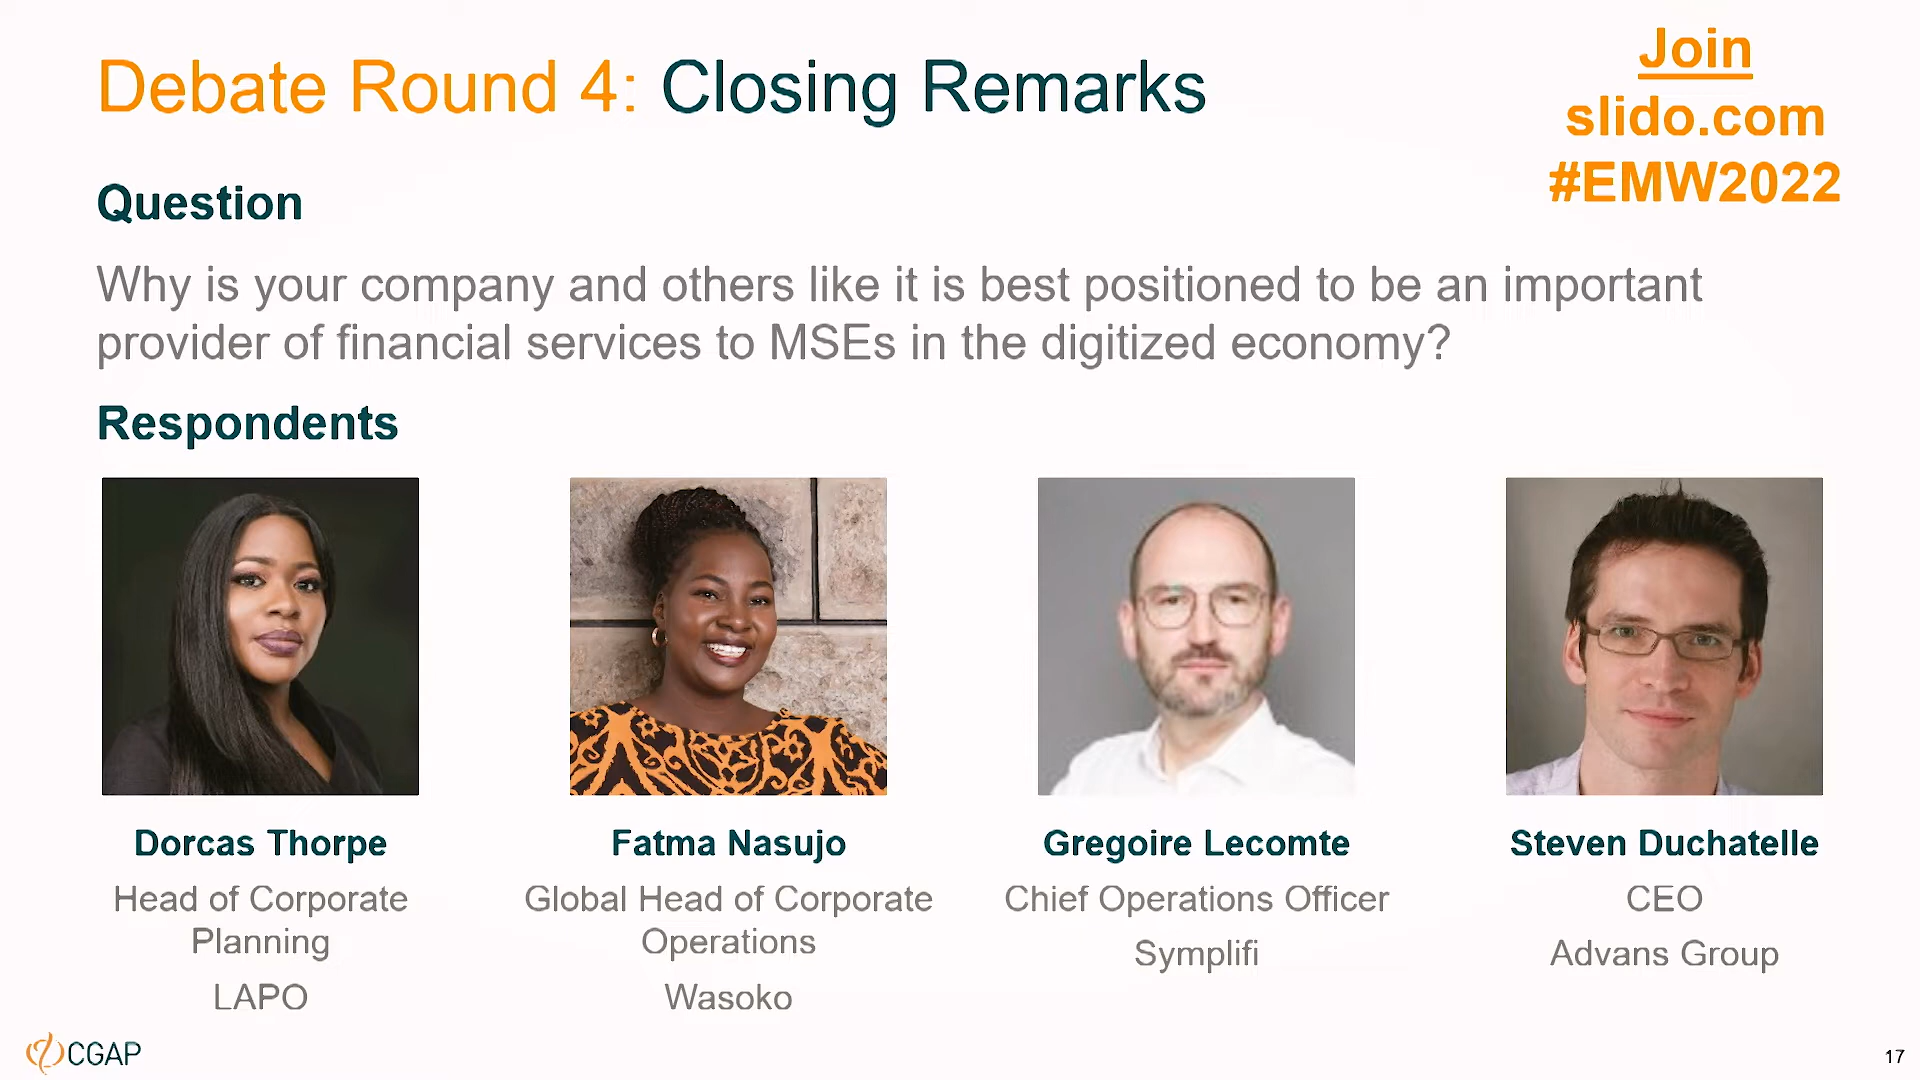 Debate Round 4: Closing Remarks
Join
slido.com
#EMW2022
Question
Why is your company and others like it is best positioned to be an important
provider of financial services to MSEs in the digitized economy?
Respondents
Dorcas Thorpe
Head of Corporate
Planning
LAPO
Fatma Nasujo
Global Head of Corporate
Operations
Wasoko
Gregoire Lecomte
Chief Operations Officer
Symplifi
Steven Duchatelle
CEO
Advans Group
CGAP
17